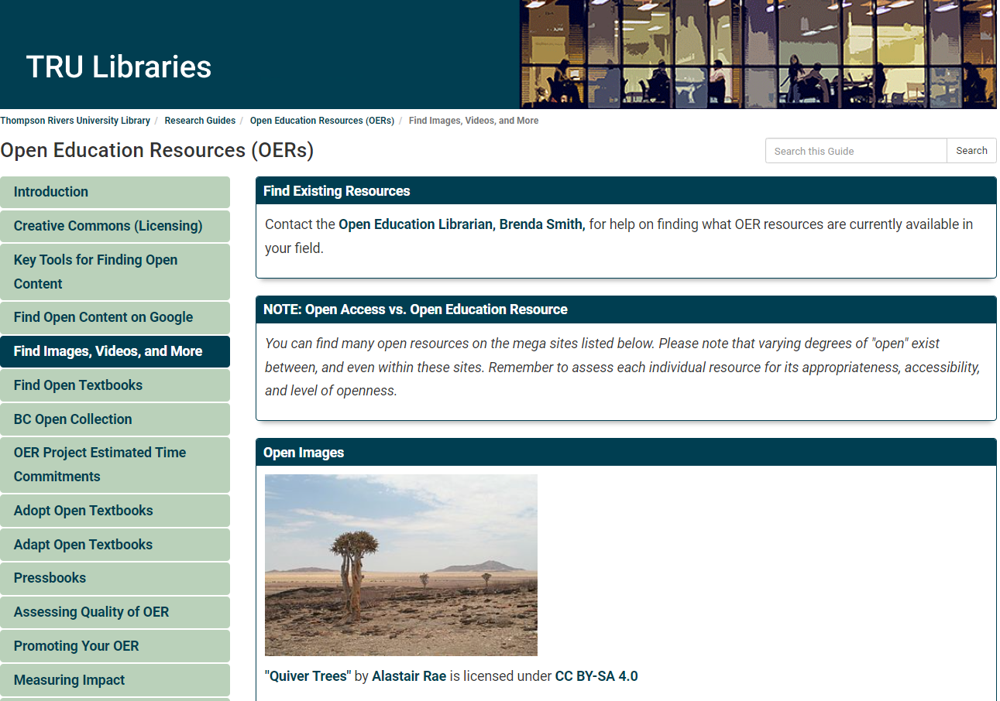 TRU Libraries
Thompson Rivers University Library / Research Guides / Open Education Resources (OERs) / Find Images, Videos, and More
Open Education Resources (OERs)
Search this Guide
Search
Introduction
Creative Commons (Licensing)
Key Tools for Finding Open
Content
Find Open Content on Google
Find Images, Videos, and More
Find Open Textbooks
BC Open Collection
OER Project Estimated Time
Commitments
Adopt Open Textbooks
Adapt Open Textbooks
Pressbooks
Assessing Quality of OER
Promoting Your OER
Measuring Impact
Find Existing Resources
Contact the Open Education Librarian, Brenda Smith, for help on finding what OER resources are currently available in
your field.
NOTE: Open Access vs. Open Education Resource
You can find many open resources on the mega sites listed below. Please note that varying degrees of "open" exist
between, and even within these sites. Remember to assess each individual resource for its appropriateness, accessibility,
and level of openness.
Open Images
"Quiver Trees" by Alastair Rae is licensed under CC BY-SA 4.0